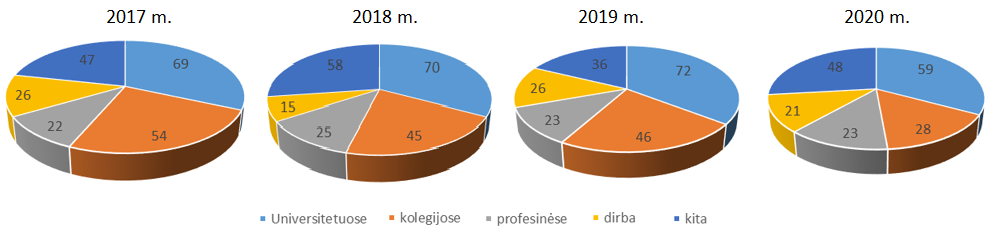 2017 m. 2018 m. 2019 m. 2020 m.
47 69 58 70 36 72 48 59
26 15 26 21
22 54 25 45 23 46 23 28
Universitetuose kolegijose profesinėse dirba kita